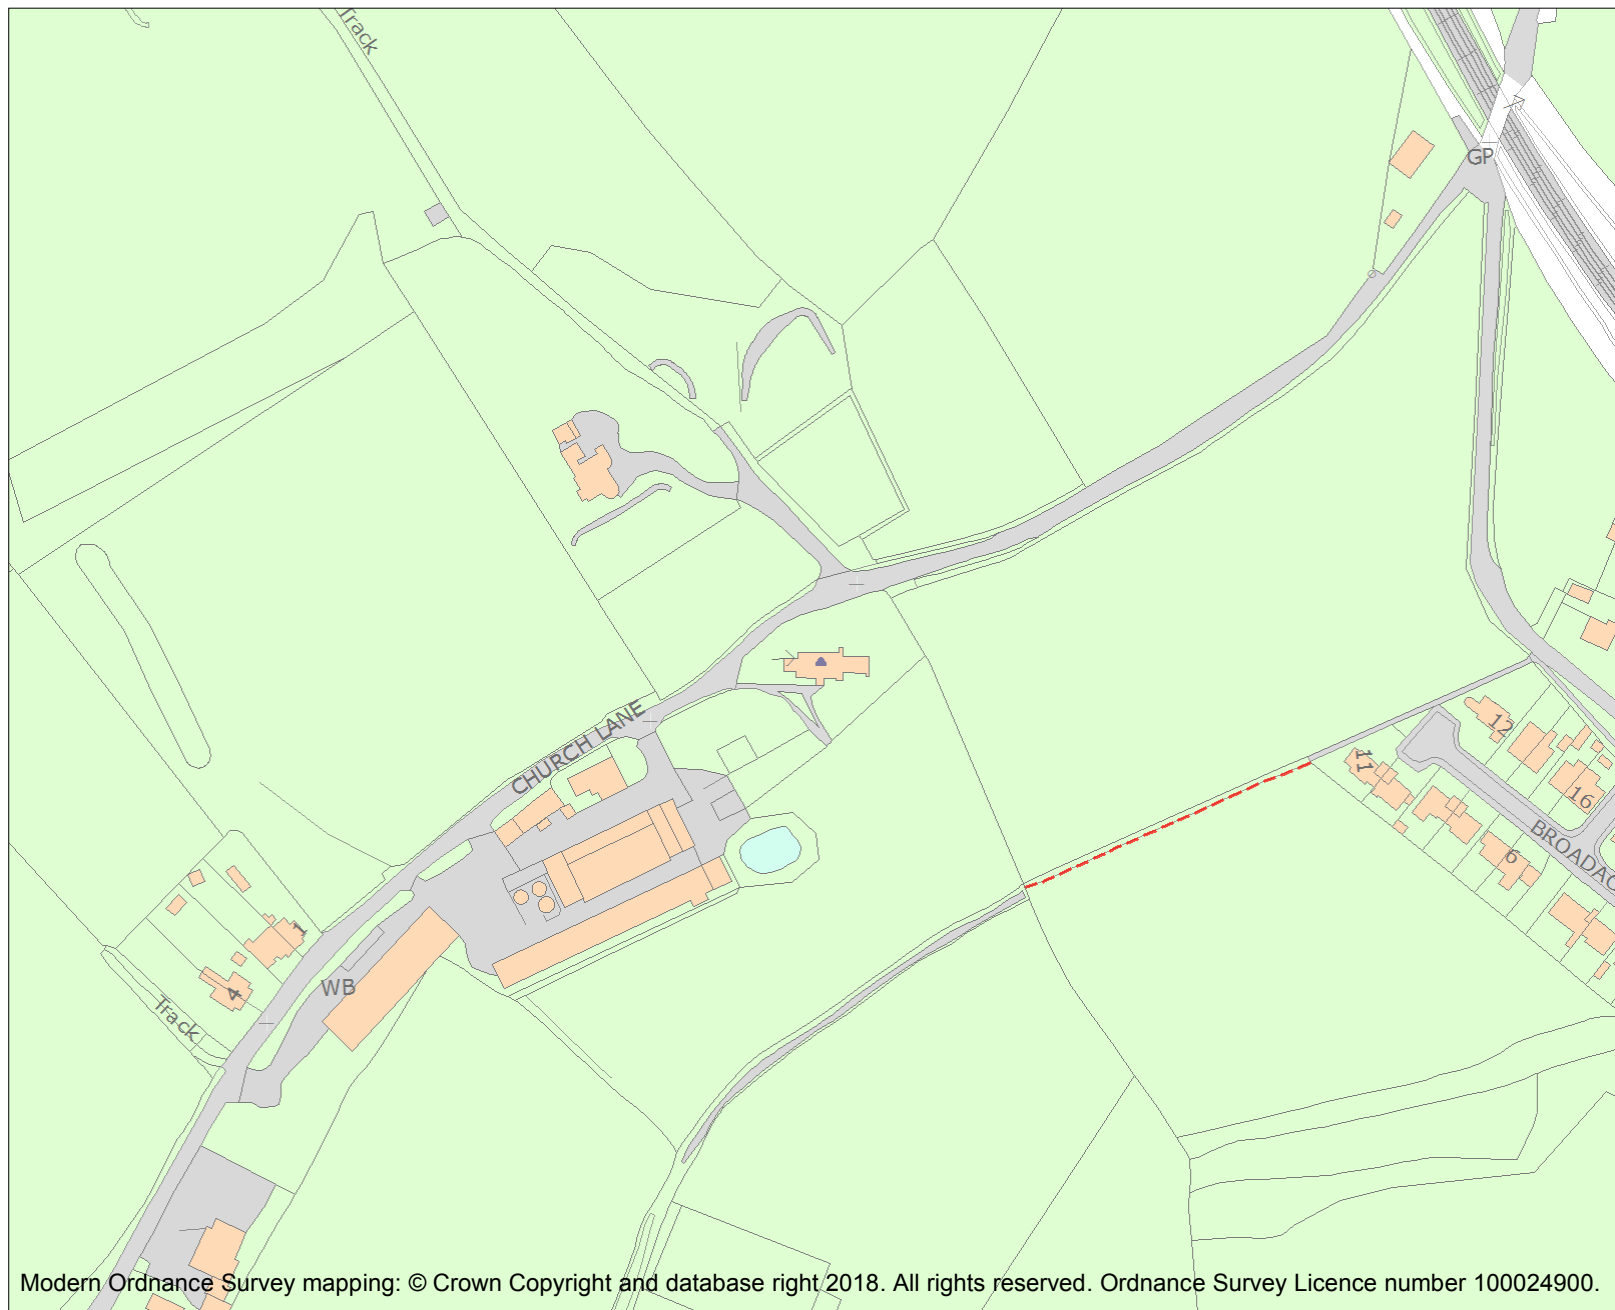 Track
GP
CHURCH LANE
12
11
16
BROADAC
6
1
WB
4
Track
Modern Ordnance Survey mapping: © Crown Copyright and database right 2018. All rights reserved. Ordnance Survey Licence number 100024900.